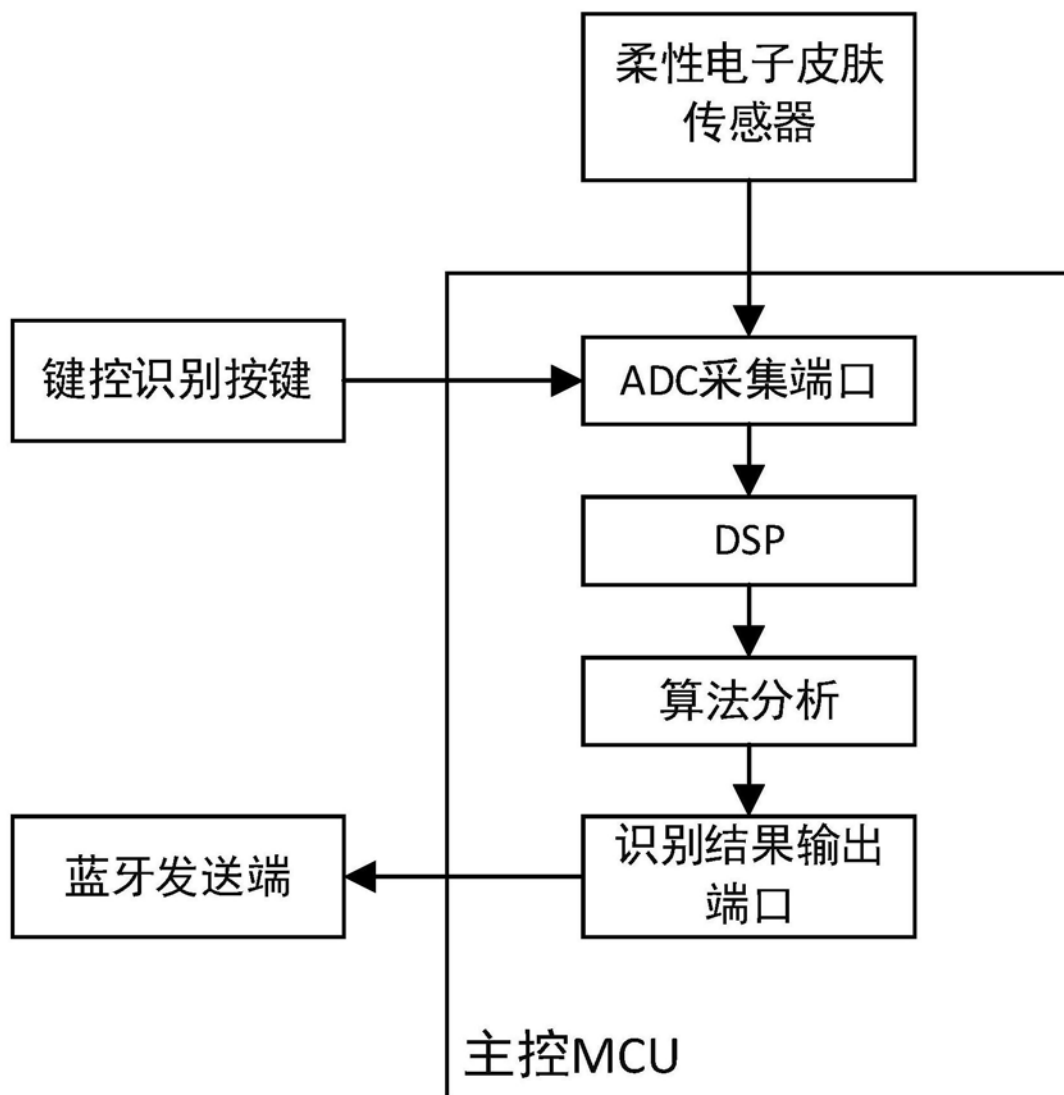 柔性电子皮肤
传感器
键控识别按键
ADC采集端口
DSP
算法分析
蓝牙发送端
识别结果输出
端口
主控MCU